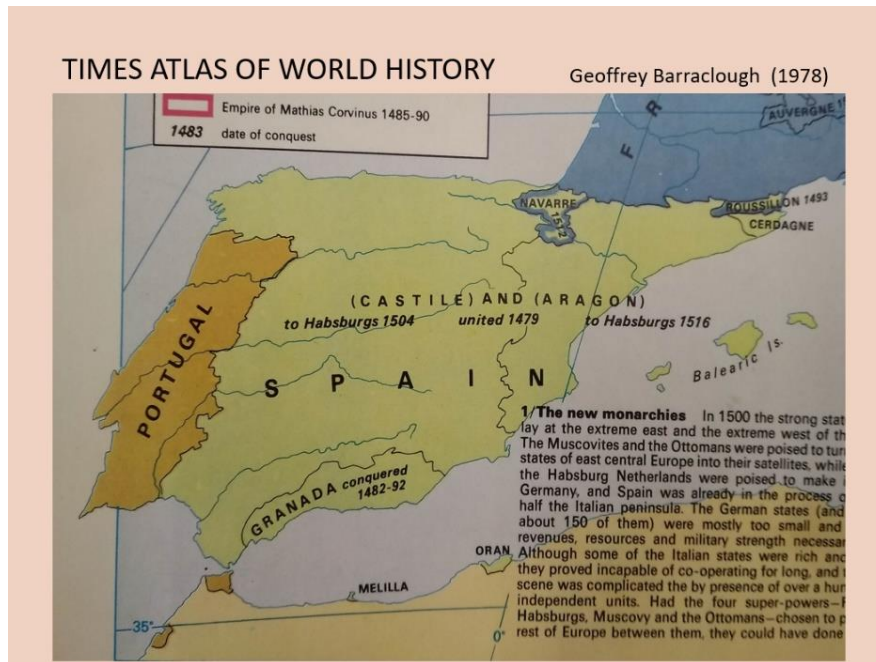 TIMES ATLAS OF WORLD HISTORY
Geoffrey Barraclough (1978)
Empire of Mathias Corvinus 1485-90
1483 date of conquest
F R
AUVERGNE
NAVARRE
1512
ROUSSILLON 1493
CERDAGNE
(CASTILE) AND (ARAGON)
to Habsburgs 1504 united 1479 to Habsburgs 1516
PORTUGAL
SPAIN
Balearic Is.
GRANADA conquered
1482-92
ORAN
MELILLA
35°
0°
1/The new monarchies In 1500 the strong stat
lay at the extreme east and the extreme west of th
The Muscovites and the Ottomans were poised to tur
states of east central Europe into their satellites, while
the Habsburg Netherlands were poised to make i
Germany, and Spain was already in the process o
half the Italian peninsula. The German states (and
about 150 of them) were mostly too small and
revenues, resources and military strength necessar
Although some of the Italian states were rich and
they proved incapable of co-operating for long, and
scene was complicated the by presence of over a hun
independent units. Had the four super-powers—F
Habsburgs, Muscovy and the Ottomans—chosen to p
rest of Europe between them, they could have done